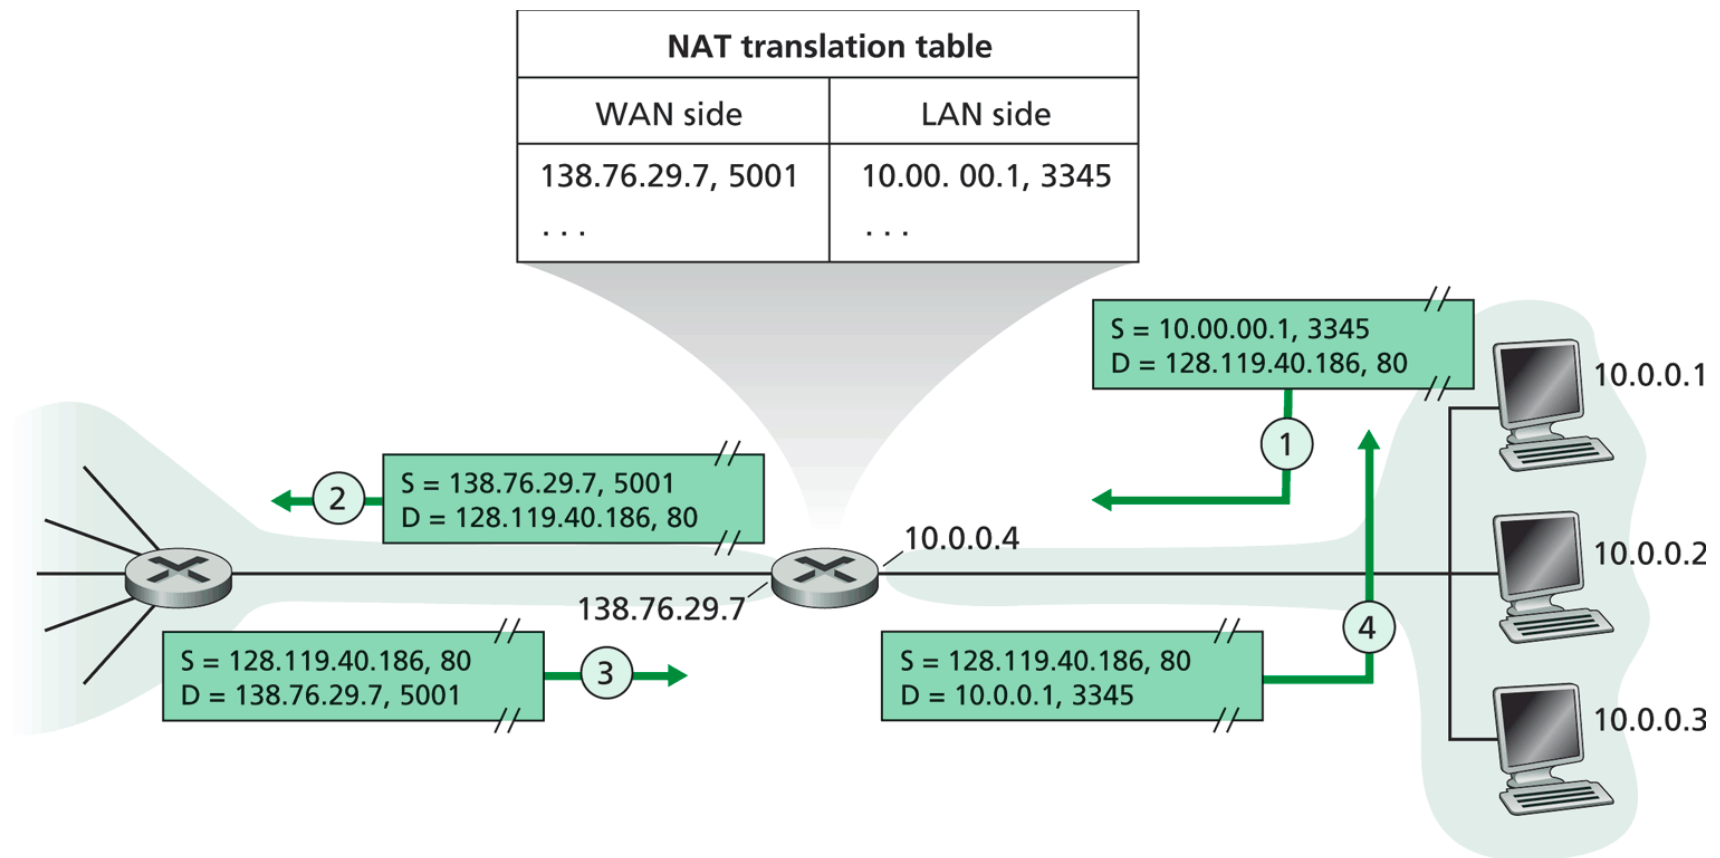 NAT translation table
WAN side
LAN side
138.76.29.7, 5001
10.00. 00.1, 3345
. . .
. . .
S = 10.00.00.1, 3345
D = 128.119.40.186, 80
10.0.0.1
1
2
S = 138.76.29.7, 5001
D = 128.119.40.186, 80
10.0.0.4
10.0.0.2
138.76.29.7
4
S = 128.119.40.186, 80
D = 138.76.29.7, 5001
3
S = 128.119.40.186, 80
D = 10.0.0.1, 3345
10.0.0.3